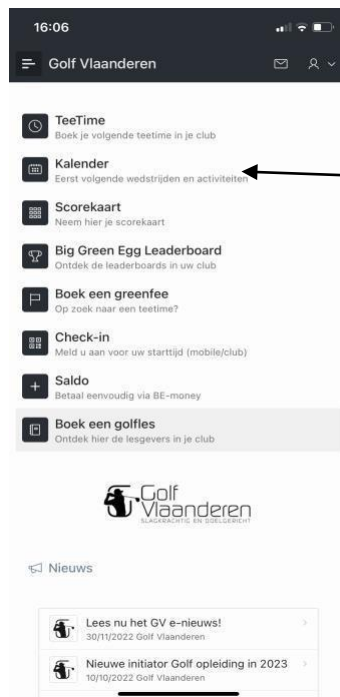 16:06
Golf Vlaanderen
TeeTime
Boek je volgende teetime in je club
Kalender
Eerst volgende wedstrijden en activiteiten
Scorekaart
Neem hier je scorekaart
Big Green Egg Leaderboard
Ontdek de leaderboards in uw club
Boek een greenfee
Op zoek naar een teetime?
Check-in
Meld u aan voor uw starttijd (mobile/club)
Saldo
Betaal eenvoudig via BE-money
Boek een golfles
Ontdek hier de lesgevers in je club
Golf
Vlaanderen
SLAGKRACHTIG EN DOELGERICHT
Nieuws
Lees nu het GV e-nieuws!
30/11/2022 Golf Vlaanderen
Nieuwe initiator Golf opleiding in 2023
10/10/2022 Golf Vlaanderen